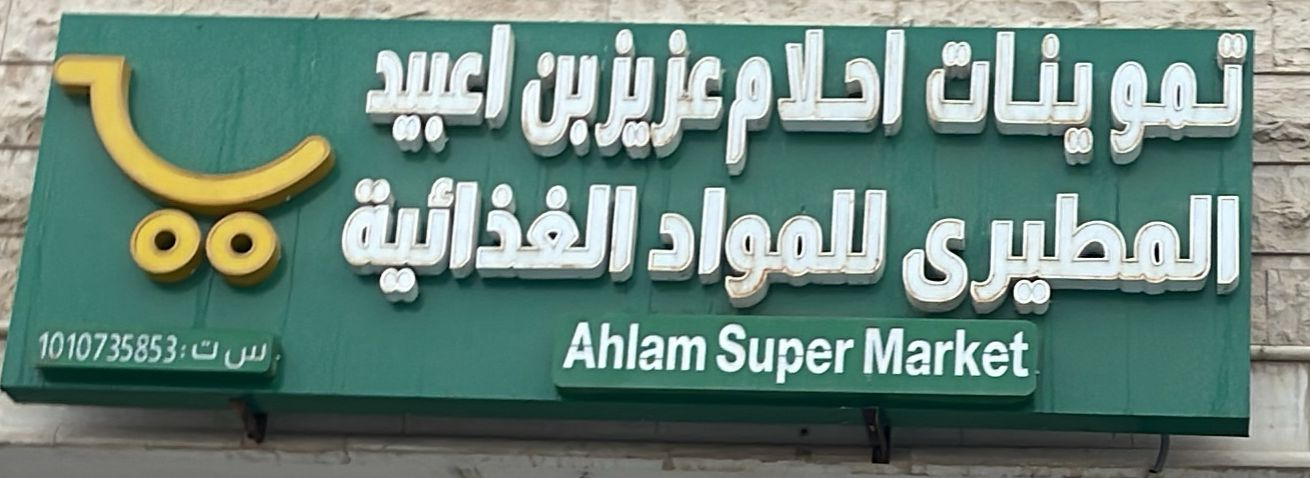 تموينات احلام عزيز بن اعبيد
المطيرى للمواد الغذائية
Ahlam Super Market
س ت: 1010735853